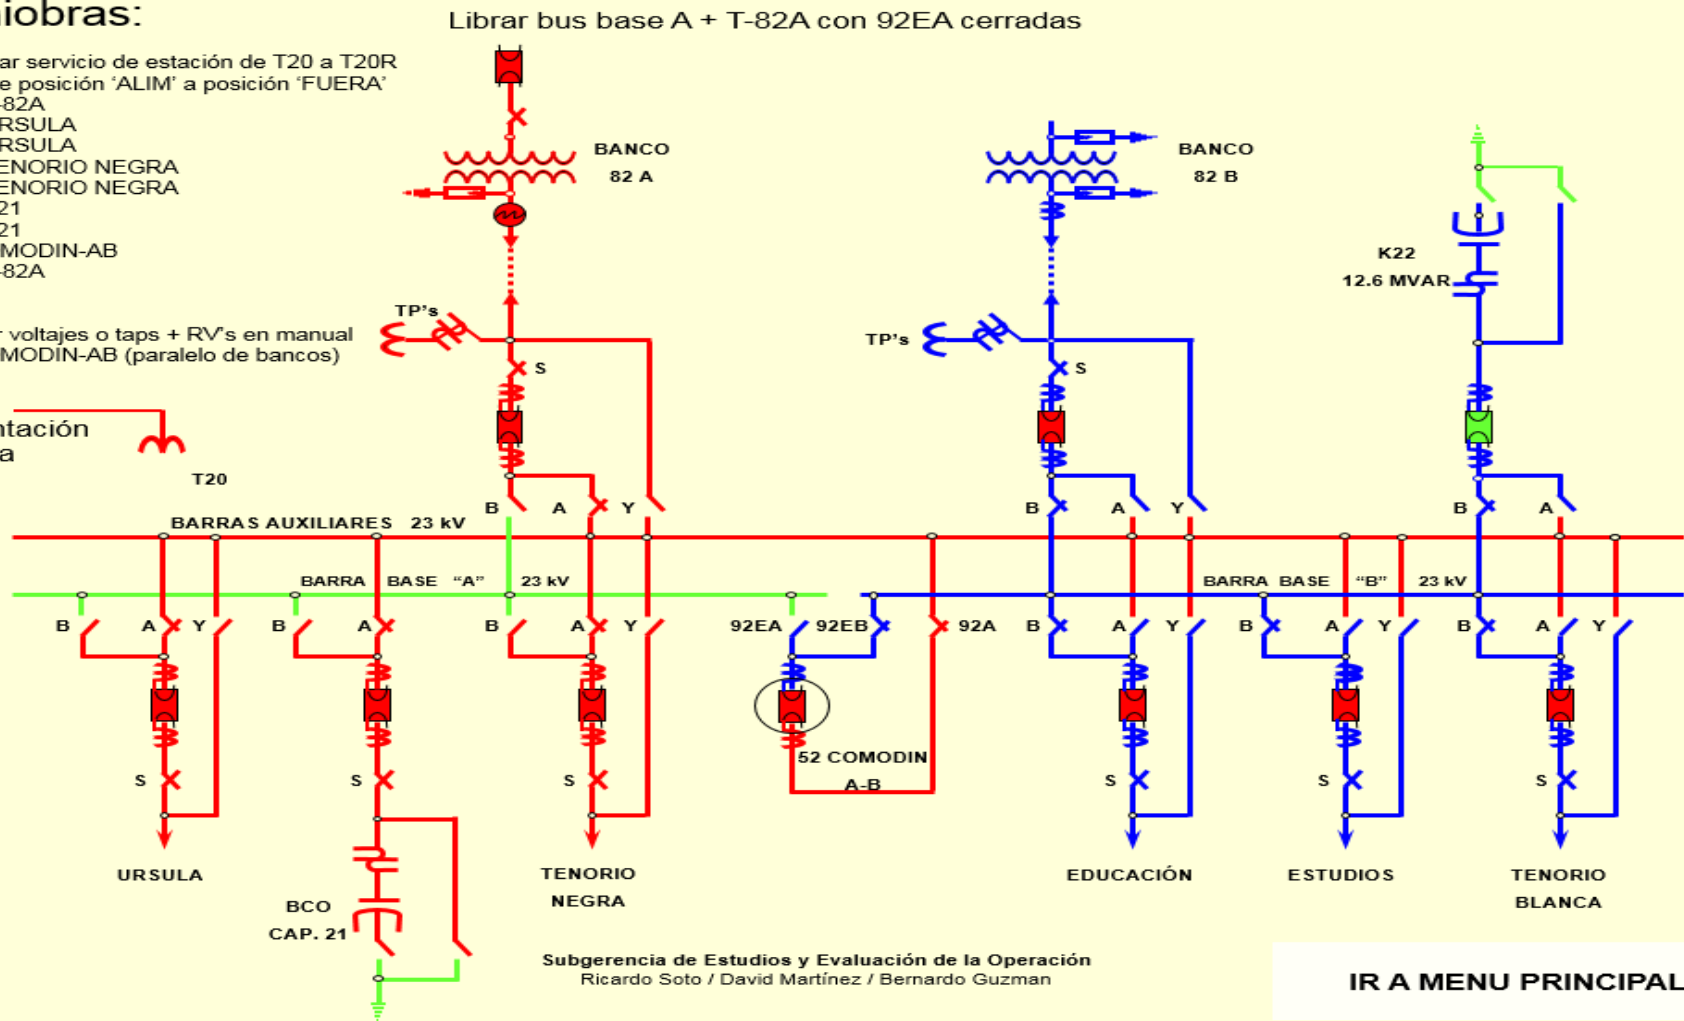 iobras:
Librar bus base A + T-82A con 92EA cerradas
ar servicio de estación de T20 a T20R
e posición ‘ALIM’ a posición ‘FUERA’
-82A
RSULA
RSULA
ENORIO NEGRA
ENORIO NEGRA
21
21
MODIN-AB
-82A
r voltajes o taps + RV's en manual
MODIN-AB (paralelo de bancos)
ntación
a
T20
BANCO
82 A
BANCO
82 B
K22
12.6 MVAR
TP's
TP's
S
S
B A Y
B A Y
B A
BARRAS AUXILIARES 23 kV
BARRA BASE “A” 23 kV
BARRA BASE “B” 23 kV
B A Y
B A
B A Y
92EA 92EB 92A
B A Y
B A Y
B A Y
52 COMODIN
A-B
S
S
S
S
S
S
URSULA
BCO
CAP. 21
TENORIO
NEGRA
EDUCACIÓN
ESTUDIOS
TENORIO
BLANCA
Subgerencia de Estudios y Evaluación de la Operación
Ricardo Soto / David Martínez / Bernardo Guzman
IR A MENU PRINCIPAL